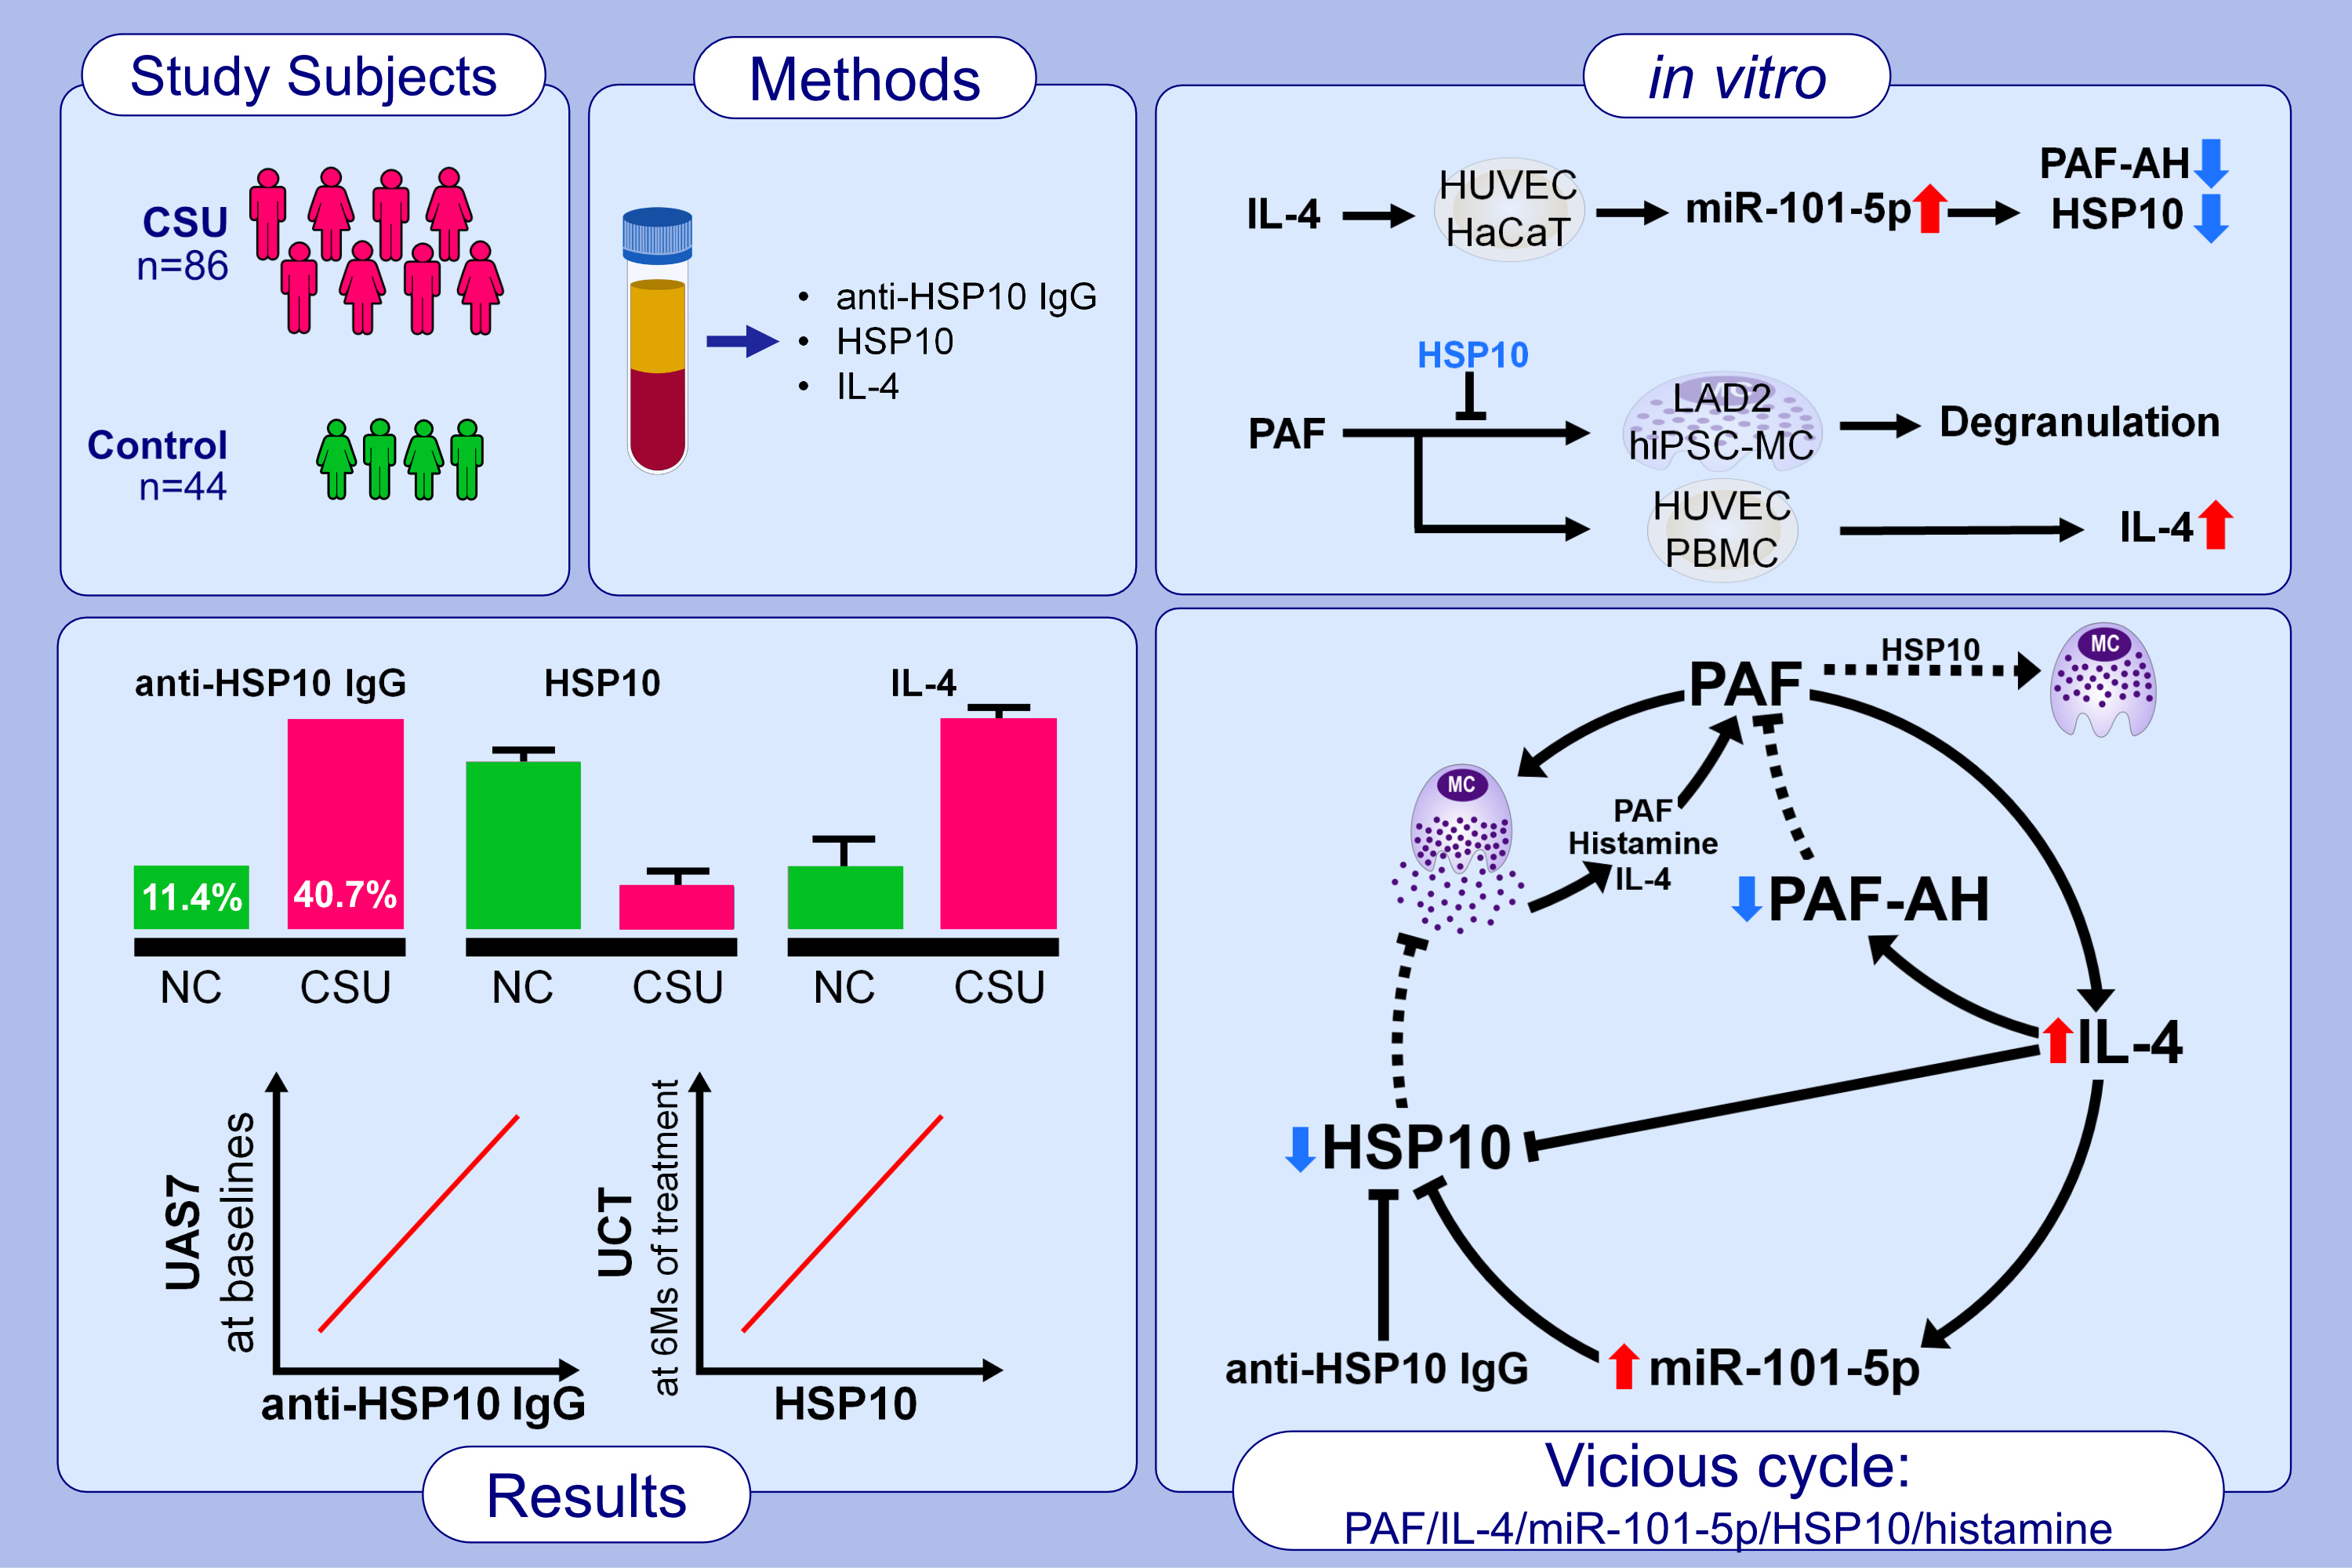 Study Subjects
CSU
n=86
Control
n=44
Methods
• anti-HSP10 IgG
• HSP10
• IL-4
in vitro
IL-4
HUVEC
HaCaT
miR-101-5p
PAF-AH
HSP10
HSP10
PAF
LAD2
hiPSC-MC
Degranulation
HUVEC
PBMC
IL-4
anti-HSP10 IgG
11.4%
40.7%
NC
CSU
HSP10
NC
CSU
IL-4
NC
CSU
UAS7
at baselines
anti-HSP10 IgG
UCT
at 6Ms of treatment
HSP10
Results
PAF
HSP10
MC
MC
PAF
Histamine
IL-4
PAF-AH
IL-4
HSP10
anti-HSP10 IgG
miR-101-5p
Vicious cycle:
PAF/IL-4/miR-101-5p/HSP10/histamine